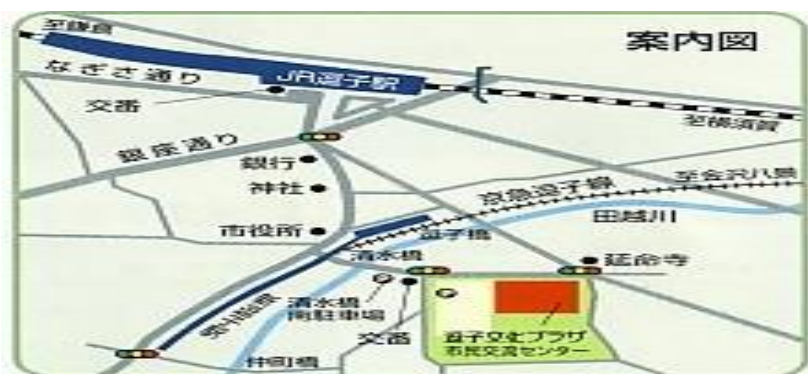 案内図
至鎌倉
なぎさ通り
JR逗子駅
交番
至横須賀
銀座通り
銀行
神社
市役所
京急逗子線
至金沢八景
田越川
逗子橋
清水橋
延命寺
清水橋
南駐車場
交番
逗子文化プラザ
市民交流センター
仲町橋